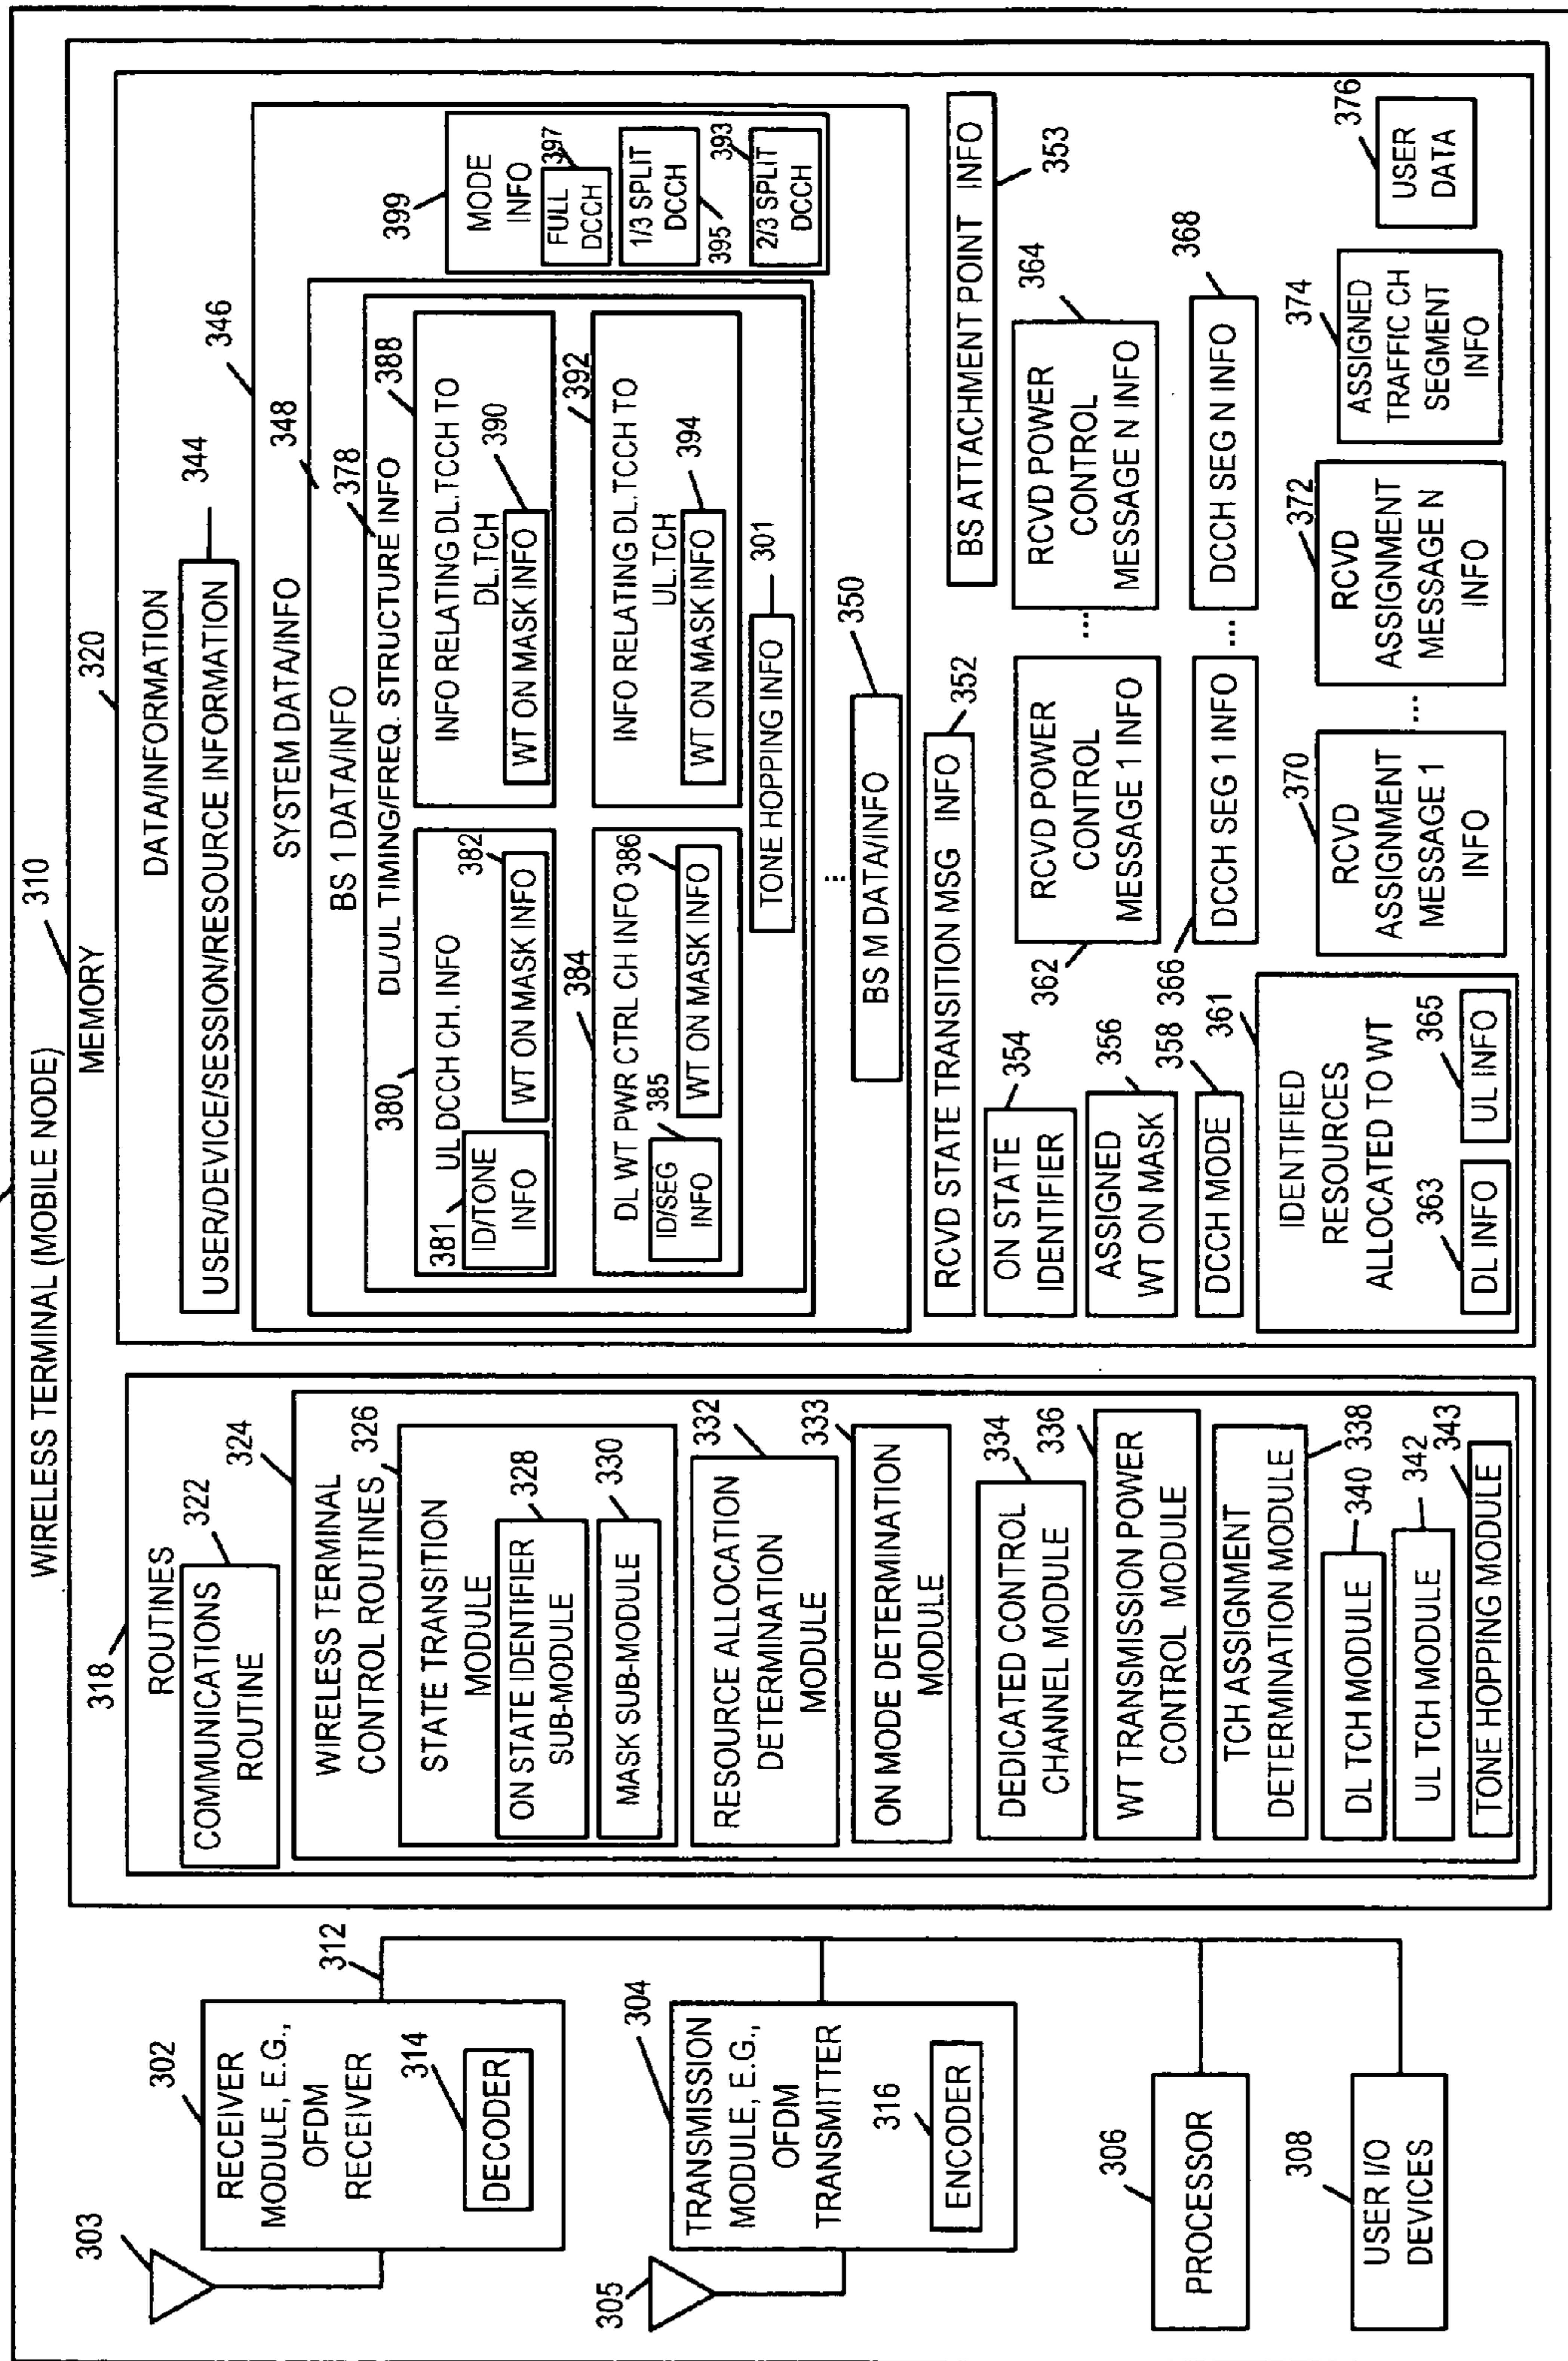 WIRELESS TERMINAL (MOBILE NODE)
310
MEMORY
303
302
RECEIVER
MODULE, E.G.,
OFDM
RECEIVER
314
DECODER
312
305
304
TRANSMISSION
MODULE, E.G.,
OFDM
TRANSMITTER
316
ENCODER
306
PROCESSOR
308
USER I/O
DEVICES
318
ROUTINES
322
COMMUNICATIONS
ROUTINE
324
WIRELESS TERMINAL
CONTROL ROUTINES
326
STATE TRANSITION
MODULE
328
ON STATE IDENTIFIER
SUB-MODULE
330
MASK SUB-MODULE
332
RESOURCE ALLOCATION
DETERMINATION
MODULE
333
ON MODE DETERMINATION
MODULE
334
DEDICATED CONTROL
CHANNEL MODULE
336
WT TRANSMISSION POWER
CONTROL MODULE
TCH ASSIGNMENT
DETERMINATION MODULE
338
DL TCH MODULE
340
UL TCH MODULE
342
343
TONE HOPPING MODULE
320
DATA/INFORMATION
344
USER/DEVICE/SESSION/RESOURCE INFORMATION
346
SYSTEM DATA/INFO
348
BS 1 DATA/INFO
378
DL/UL TIMING/FREQ. STRUCTURE INFO
380
UL DCCH CH. INFO
381
ID/TONE
INFO
382
WT ON MASK INFO
388
INFO RELATING DL.TCCH TO
DL.TCH
390
WT ON MASK INFO
384
DL WT PWR CTRL CH INFO
385
ID/SEG
INFO
386
WT ON MASK INFO
392
INFO RELATING DL.TCCH TO
UL.TCH
394
WT ON MASK INFO
TONE HOPPING INFO
301
...
BS M DATA/INFO
350
399
MODE
INFO
397
FULL
DCCH
1/3 SPLIT
DCCH
395
393
2/3 SPLIT
DCCH
RCVD STATE TRANSITION MSG INFO
352
BS ATTACHMENT POINT INFO
353
ON STATE
IDENTIFIER
354
ASSIGNED
WT ON MASK
356
DCCH MODE
358
RCVD POWER
CONTROL
MESSAGE 1 INFO
362
...
RCVD POWER
CONTROL
MESSAGE N INFO
364
366
DCCH SEG 1 INFO
...
DCCH SEG N INFO
368
361
IDENTIFIED
RESOURCES
ALLOCATED TO WT
363
DL INFO
365
UL INFO
370
RCVD
ASSIGNMENT
MESSAGE 1
INFO
...
372
RCVD
ASSIGNMENT
MESSAGE N
INFO
374
ASSIGNED
TRAFFIC CH
SEGMENT
INFO
376
USER
DATA